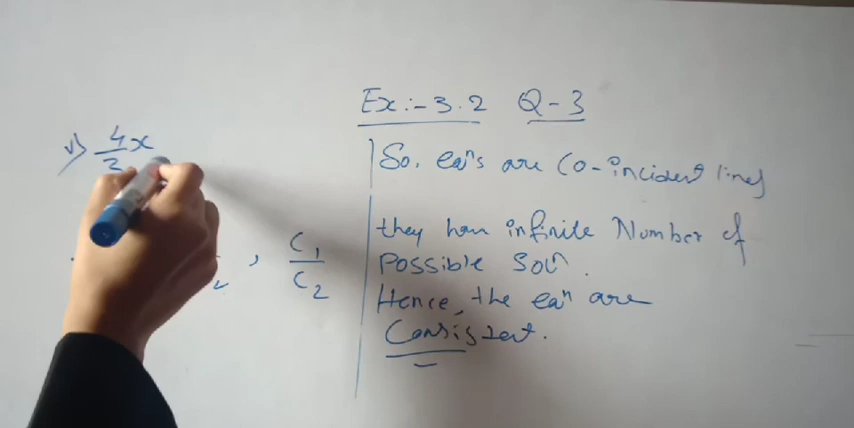 Ex:- 3.2 Q-3
v) 4x
2
, C1
C2
So, eqns are Co-incident lines
they have infinite Number of
Possible Soln.
Hence, the eqn are
Consistent.